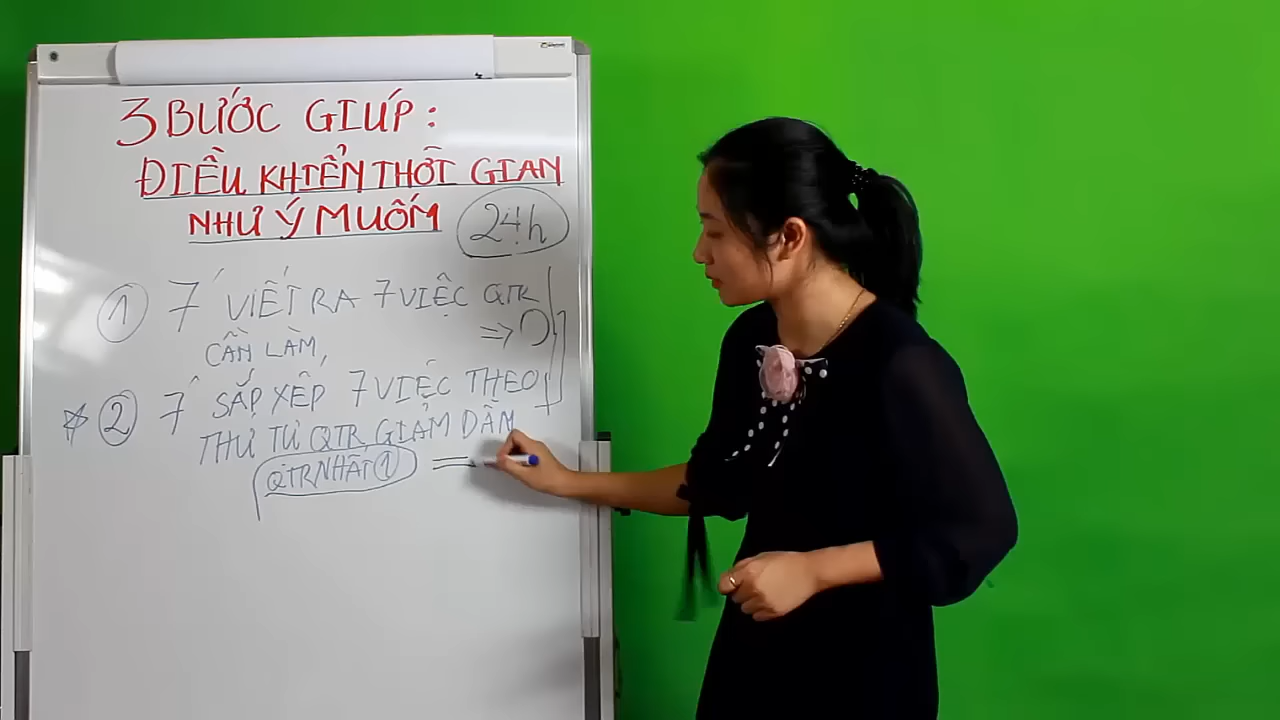 3 BƯỚC GIÚP:
ĐIỀU KHIỂN THỜI GIAN
NHƯ Ý MUỐM
24h
① 7' VIẾT RA 7 VIỆC QTR
CẦN LÀM, =>
② 7' SẮP XẾP 7 VIỆC THEO
THỨ TỰ QTR GIẢM DẦN
QTR NHẤT ①